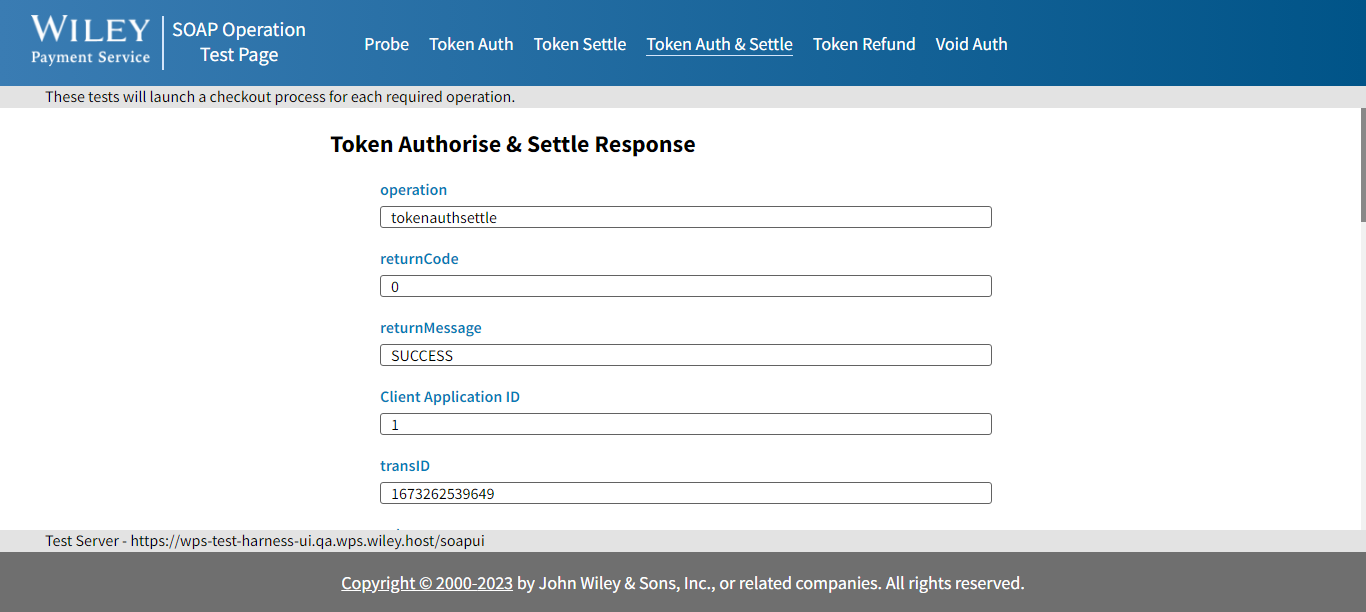 WILEY
Payment Service
SOAP Operation
Test Page
Probe Token Auth Token Settle Token Auth & Settle Token Refund Void Auth
These tests will launch a checkout process for each required operation.
Token Authorise & Settle Response
operation
tokenauthsettle
returnCode
0
returnMessage
SUCCESS
Client Application ID
1
transID
1673262539649
Test Server - https://wps-test-harness-ui.qa.wps.wiley.host/soapui
Copyright © 2000-2023 by John Wiley & Sons, Inc., or related companies. All rights reserved.